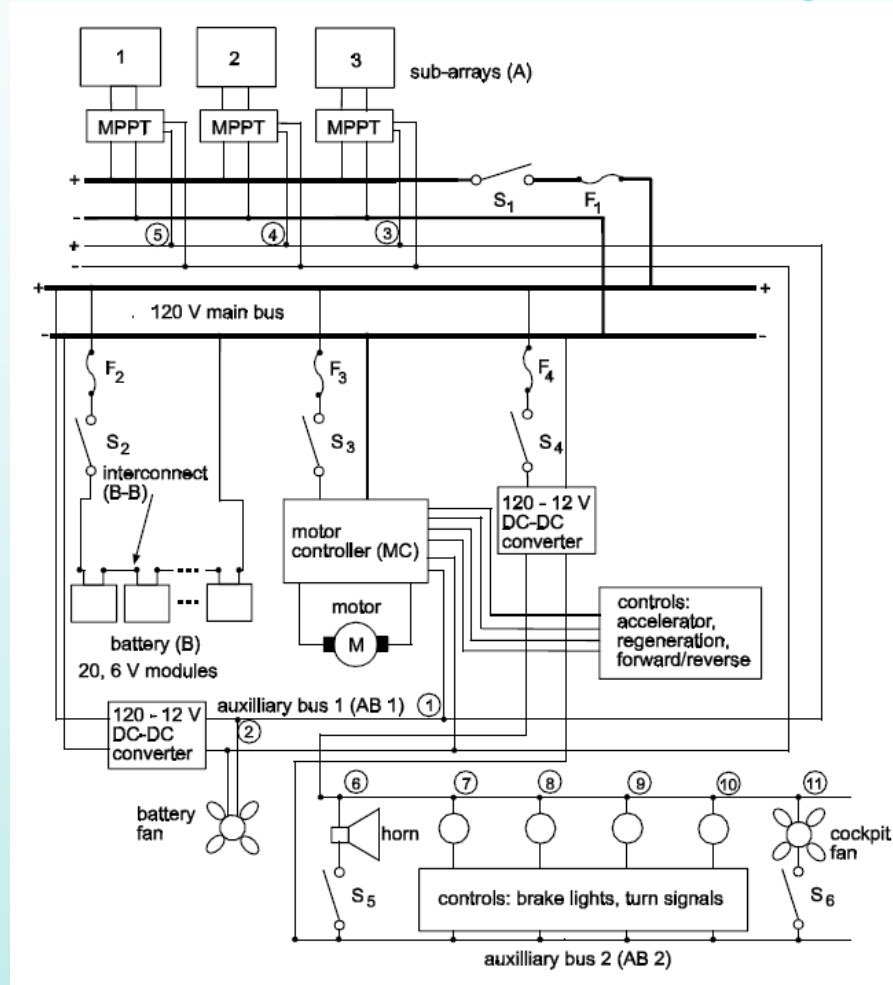 1
2
3
sub-arrays (A)
MPPT
MPPT
MPPT
+
S1
F1
-
5
4
3
+
-
+
+
120 V main bus
-
-
F2
F3
F4
S2
S3
S4
interconnect
(B-B)
motor
controller (MC)
120 - 12 V
DC-DC
converter
controls:
accelerator,
regeneration,
forward/reverse
motor
M
battery (B)
20, 6 V modules
auxilliary bus 1 (AB 1)
1
120 - 12 V
DC-DC
converter
2
battery
fan
6
7
8
9
10
11
horn
cockpit
fan
S5
controls: brake lights, turn signals
S6
auxilliary bus 2 (AB 2)